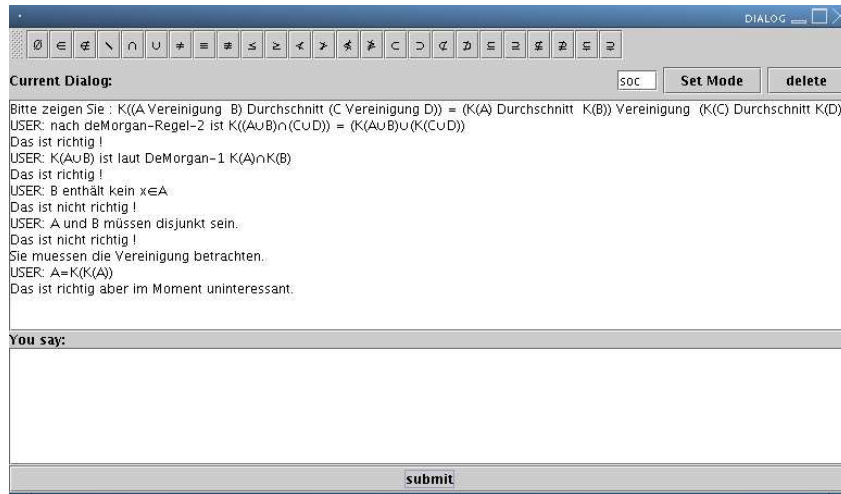 DIALOG
∅ ∈ ∉ \ ∩ ∪ ≠ ≡ ≢ ≤ ≥ ≮ ≯ ≰ ≱ ⊂ ⊃ ⊄ ⊅ ⊆ ⊇ ⊈ ⊉ ⊊ ⊋
Current Dialog: soc Set Mode delete
Bitte zeigen Sie : K((A Vereinigung B) Durchschnitt (C Vereinigung D)) = (K(A) Durchschnitt K(B)) Vereinigung (K(C) Durchschnitt K(D)
USER: nach deMorgan-Regel-2 ist K((A∪B)∩(C∪D)) = (K(A∪B)∪(K(C∪D))
Das ist richtig !
USER: K(A∪B) ist laut DeMorgan-1 K(A)∩K(B)
Das ist richtig !
USER: B enthält kein x∈A
Das ist nicht richtig !
USER: A und B müssen disjunkt sein.
Das ist nicht richtig !
Sie muessen die Vereinigung betrachten.
USER: A=K(K(A))
Das ist richtig aber im Moment uninteressant.
You say:
submit